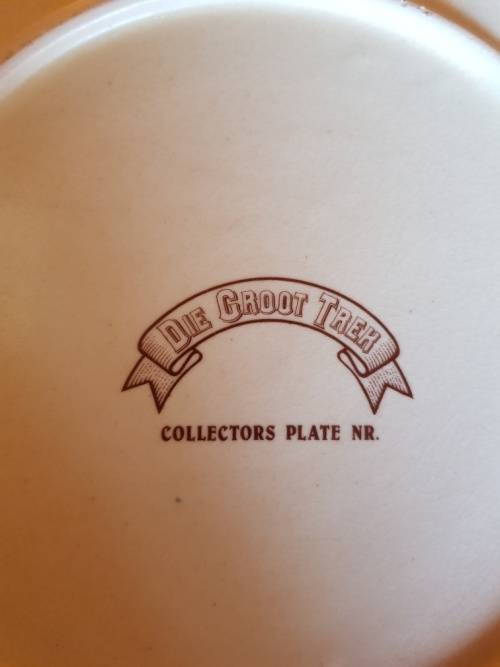 DIE GROOT TREK
COLLECTORS PLATE NR.